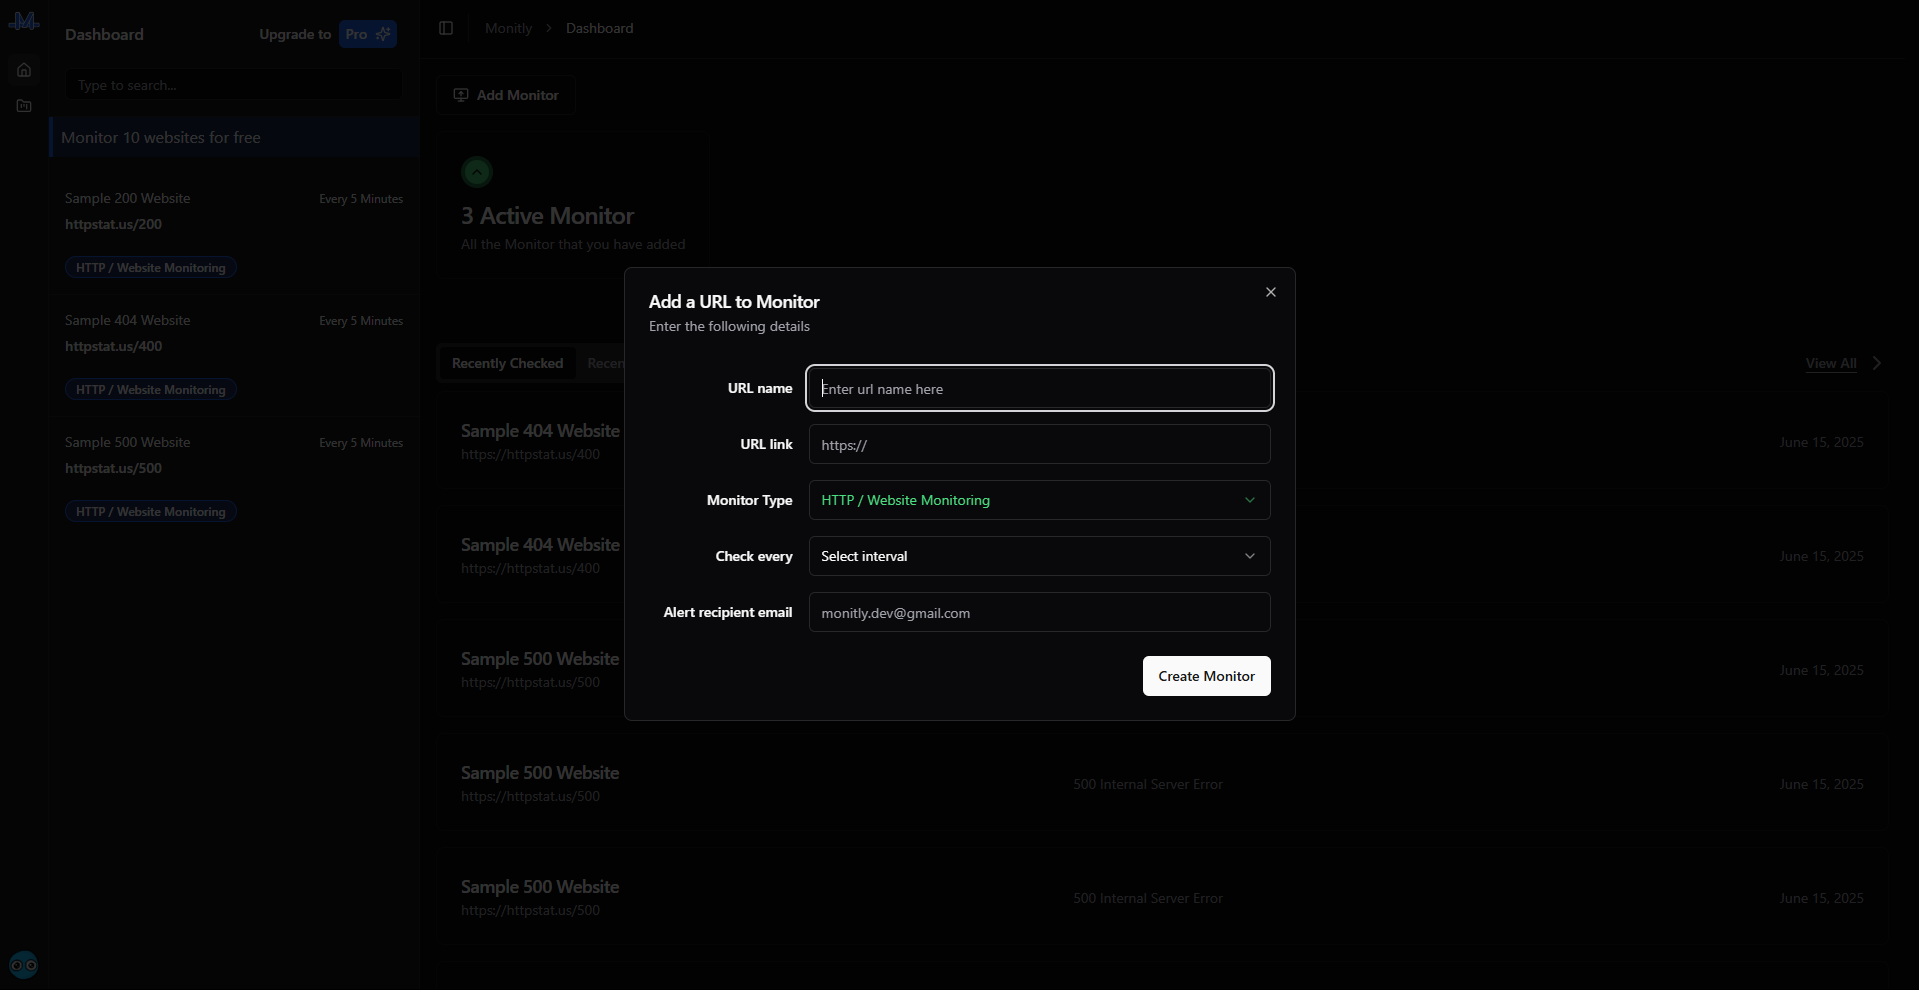 M
Dashboard
Upgrade to Pro
Type to search...
Monitor 10 websites for free
Sample 200 Website
Every 5 Minutes
httpstat.us/200
HTTP / Website Monitoring
Sample 404 Website
Every 5 Minutes
httpstat.us/400
HTTP / Website Monitoring
Sample 500 Website
Every 5 Minutes
httpstat.us/500
HTTP / Website Monitoring
Monitly > Dashboard
Add Monitor
3 Active Monitor
All the Monitor that you have added
Recently Checked
Recen
View All
Sample 404 Website
https://httpstat.us/400
June 15, 2025
Sample 404 Website
https://httpstat.us/400
June 15, 2025
Sample 500 Website
https://httpstat.us/500
June 15, 2025
Sample 500 Website
https://httpstat.us/500
500 Internal Server Error
June 15, 2025
Sample 500 Website
https://httpstat.us/500
500 Internal Server Error
June 15, 2025
Add a URL to Monitor
Enter the following details
URL name
Enter url name here
URL link
https://
Monitor Type
HTTP / Website Monitoring
Check every
Select interval
Alert recipient email
monitly.dev@gmail.com
Create Monitor